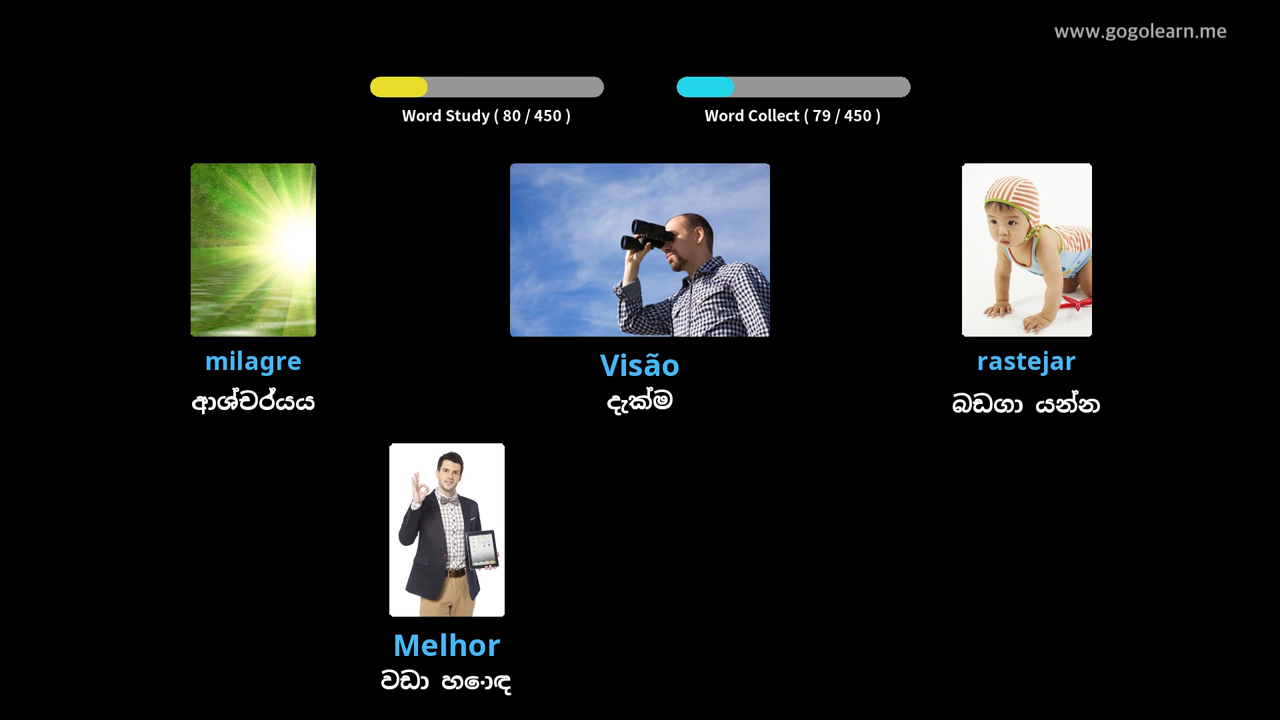 www.gogolearn.me
Word Study ( 80 / 450 )
Word Collect ( 79 / 450 )
milagre
ආශ්චර්යය
Visão
දැක්ම
rastejar
බඩගා යන්න
Melhor
වඩා හොඳ